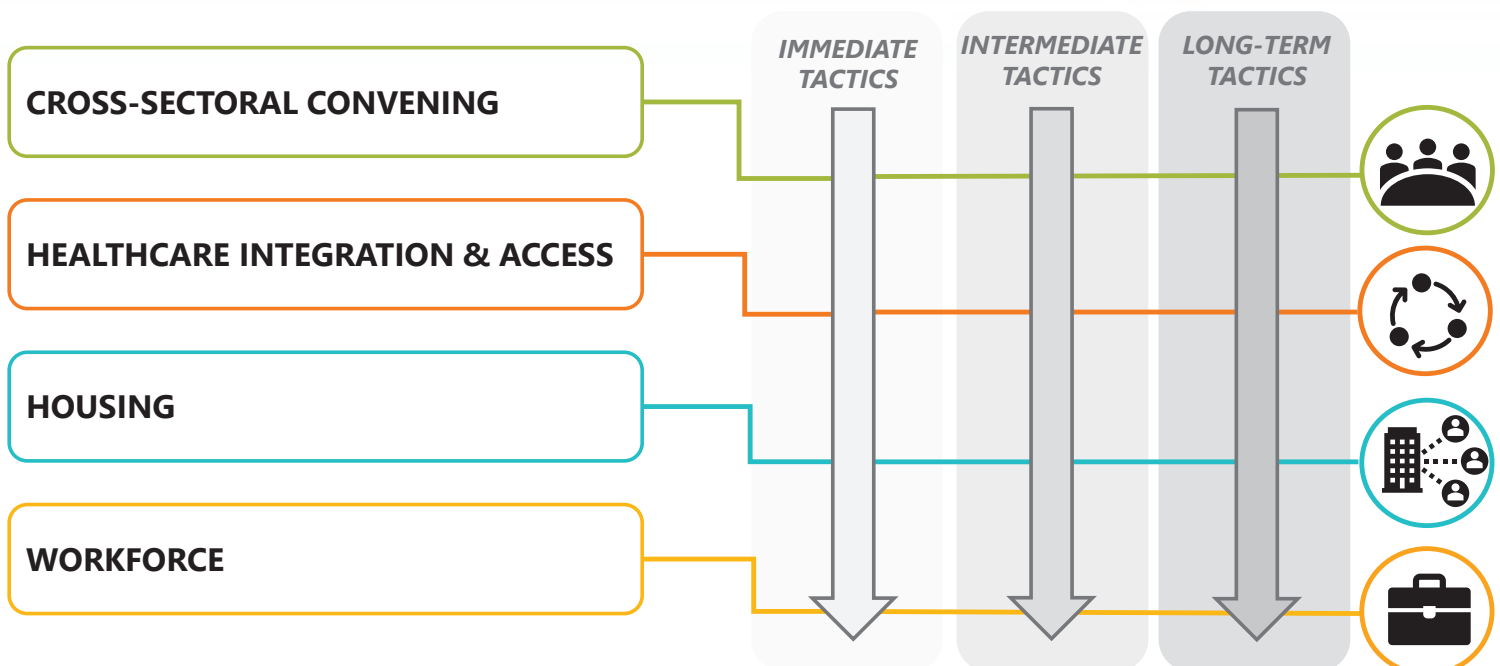 IMMEDIATE
TACTICS
INTERMEDIATE
TACTICS
LONG-TERM
TACTICS
CROSS-SECTORAL CONVENING
HEALTHCARE INTEGRATION & ACCESS
HOUSING
WORKFORCE